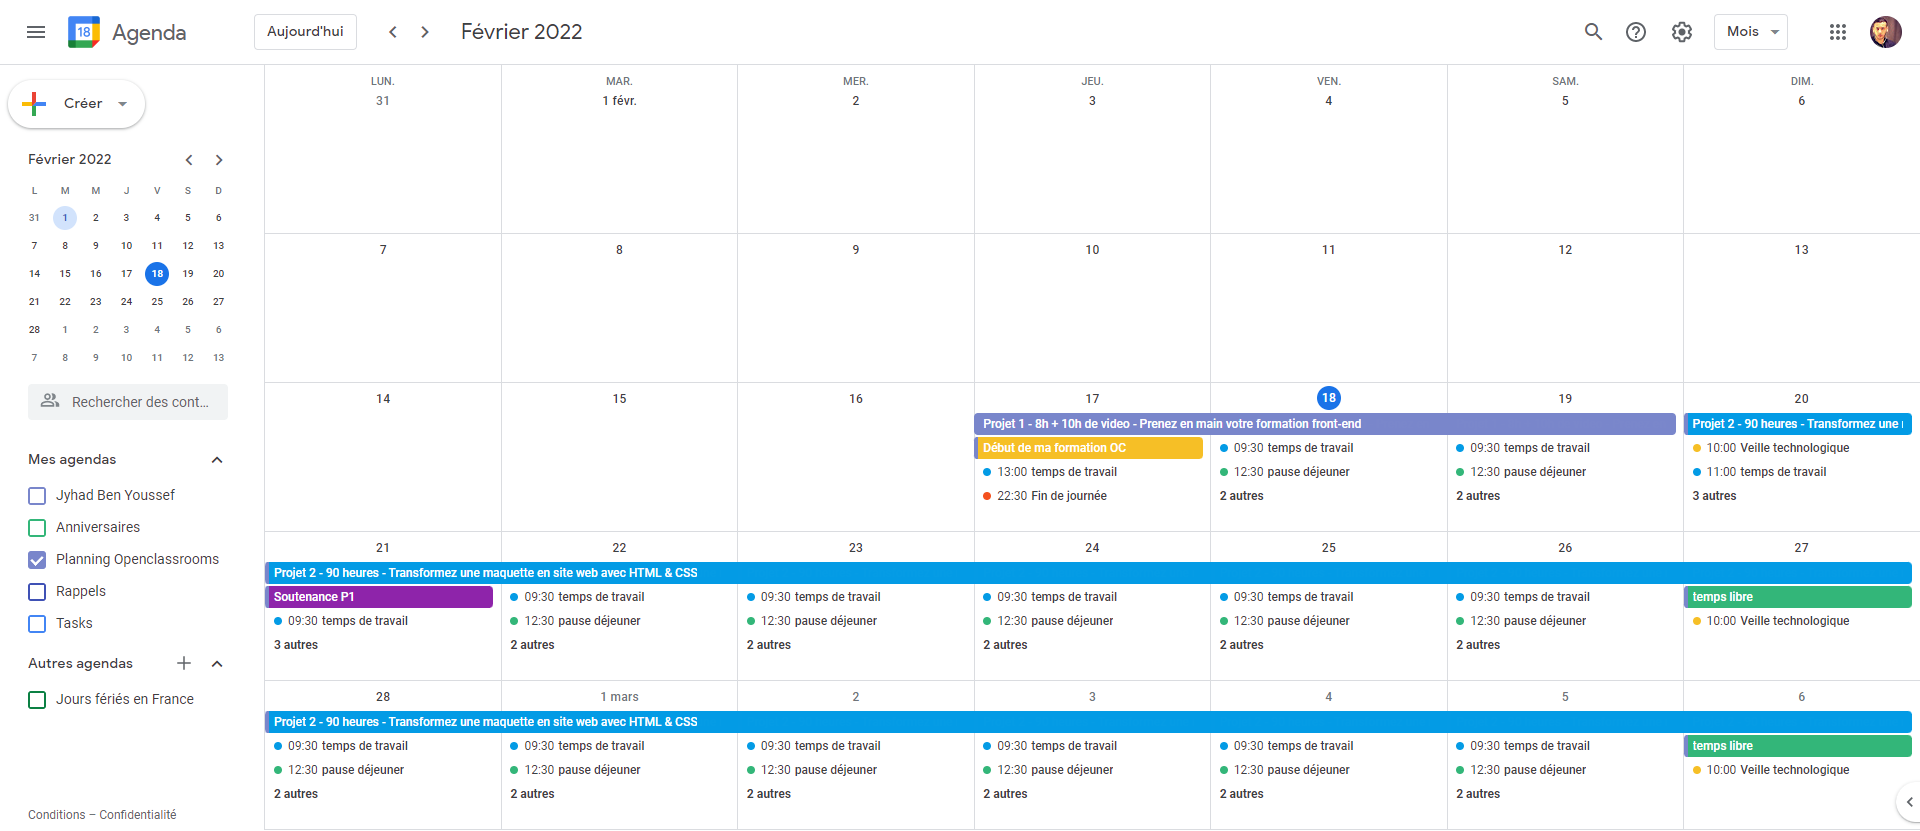 18 Agenda Aujourd'hui Février 2022 Mois
Créer
Février 2022
L M M J V S D
31 1 2 3 4 5 6
7 8 9 10 11 12 13
14 15 16 17 18 19 20
21 22 23 24 25 26 27
28 1 2 3 4 5 6
7 8 9 10 11 12 13
Rechercher des cont...
Mes agendas
Jyhad Ben Youssef
Anniversaires
Planning Openclassrooms
Rappels
Tasks
Autres agendas
Jours fériés en France
Conditions – Confidentialité
LUN. MAR. MER. JEU. VEN. SAM. DIM.
31 1 févr. 2 3 4 5 6
7 8 9 10 11 12 13
14 15 16 17 18 19 20
Projet 1 - 8h + 10h de video - Prenez en main votre formation front-end Projet 2 - 90 heures - Transformez une
Début de ma formation OC 09:30 temps de travail 09:30 temps de travail 10:00 Veille technologique
13:00 temps de travail 12:30 pause déjeuner 12:30 pause déjeuner 11:00 temps de travail
22:30 Fin de journée 2 autres 2 autres 3 autres
21 22 23 24 25 26 27
Projet 2 - 90 heures - Transformez une maquette en site web avec HTML & CSS
Soutenance P1 09:30 temps de travail 09:30 temps de travail 09:30 temps de travail 09:30 temps de travail 09:30 temps de travail temps libre
09:30 temps de travail 12:30 pause déjeuner 12:30 pause déjeuner 12:30 pause déjeuner 12:30 pause déjeuner 12:30 pause déjeuner 10:00 Veille technologique
3 autres 2 autres 2 autres 2 autres 2 autres 2 autres
28 1 mars 2 3 4 5 6
Projet 2 - 90 heures - Transformez une maquette en site web avec HTML & CSS
09:30 temps de travail 09:30 temps de travail 09:30 temps de travail 09:30 temps de travail 09:30 temps de travail 09:30 temps de travail temps libre
12:30 pause déjeuner 12:30 pause déjeuner 12:30 pause déjeuner 12:30 pause déjeuner 12:30 pause déjeuner 12:30 pause déjeuner 10:00 Veille technologique
2 autres 2 autres 2 autres 2 autres 2 autres 2 autres